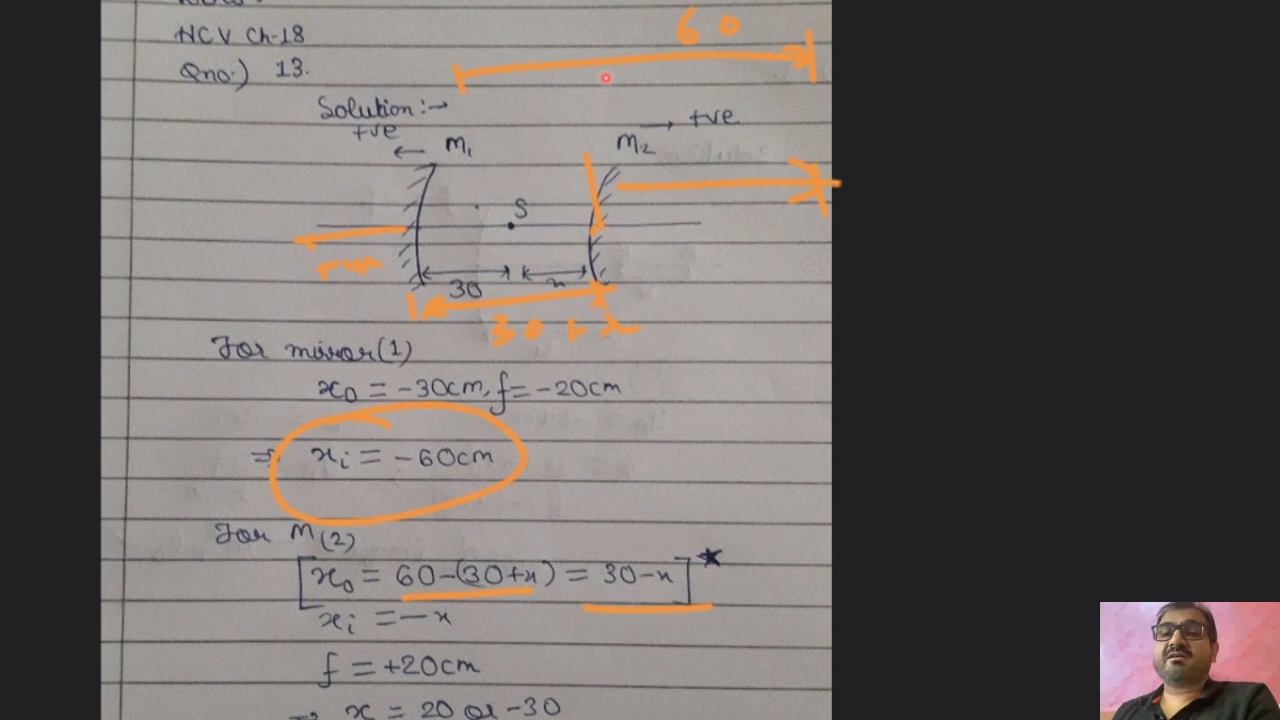 HCV Ch-18
Qno.) 13.
60
Solution :→
+ve
M₁
M₂
→ +ve
S
30
x
30+x
For mirror(1)
x₀ = -30cm, f = -20cm
⇒ xᵢ = -60cm
For M(2)
[x₀ = 60-(30+x) = 30-x]*
xᵢ = -x
f = +20cm
⇒ x = 20 or -30